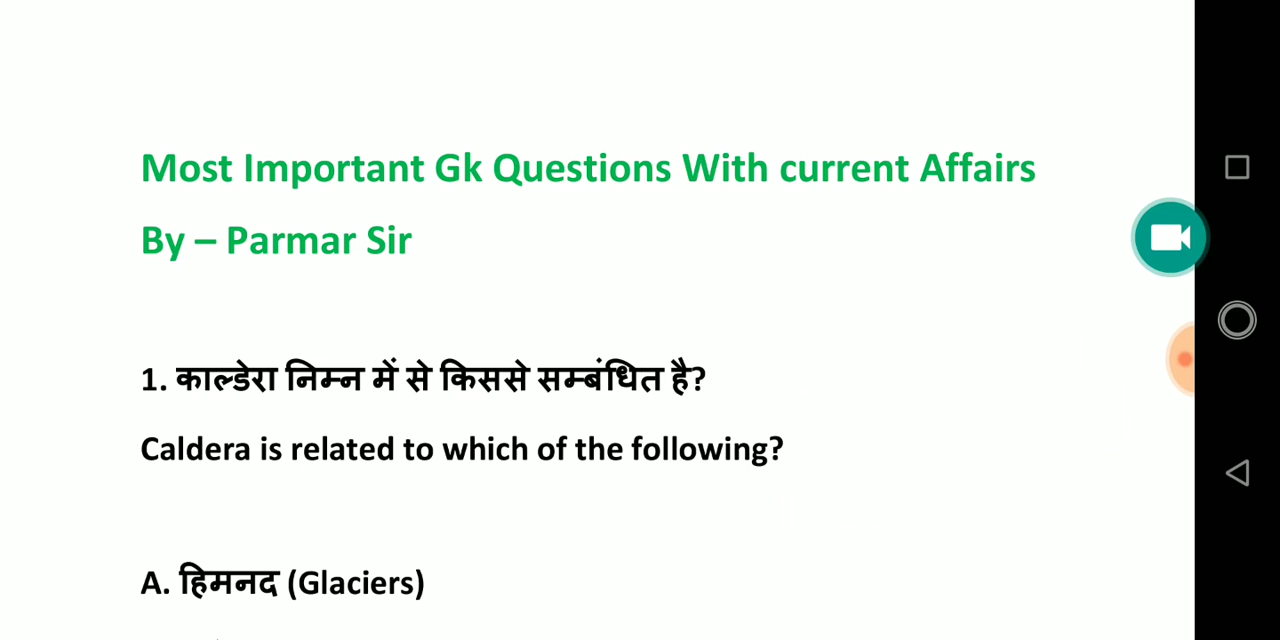 Most Important Gk Questions With current Affairs
By – Parmar Sir
1. काल्डेरा निम्न में से किससे सम्बंधित है?
Caldera is related to which of the following?
A. हिमनद (Glaciers)